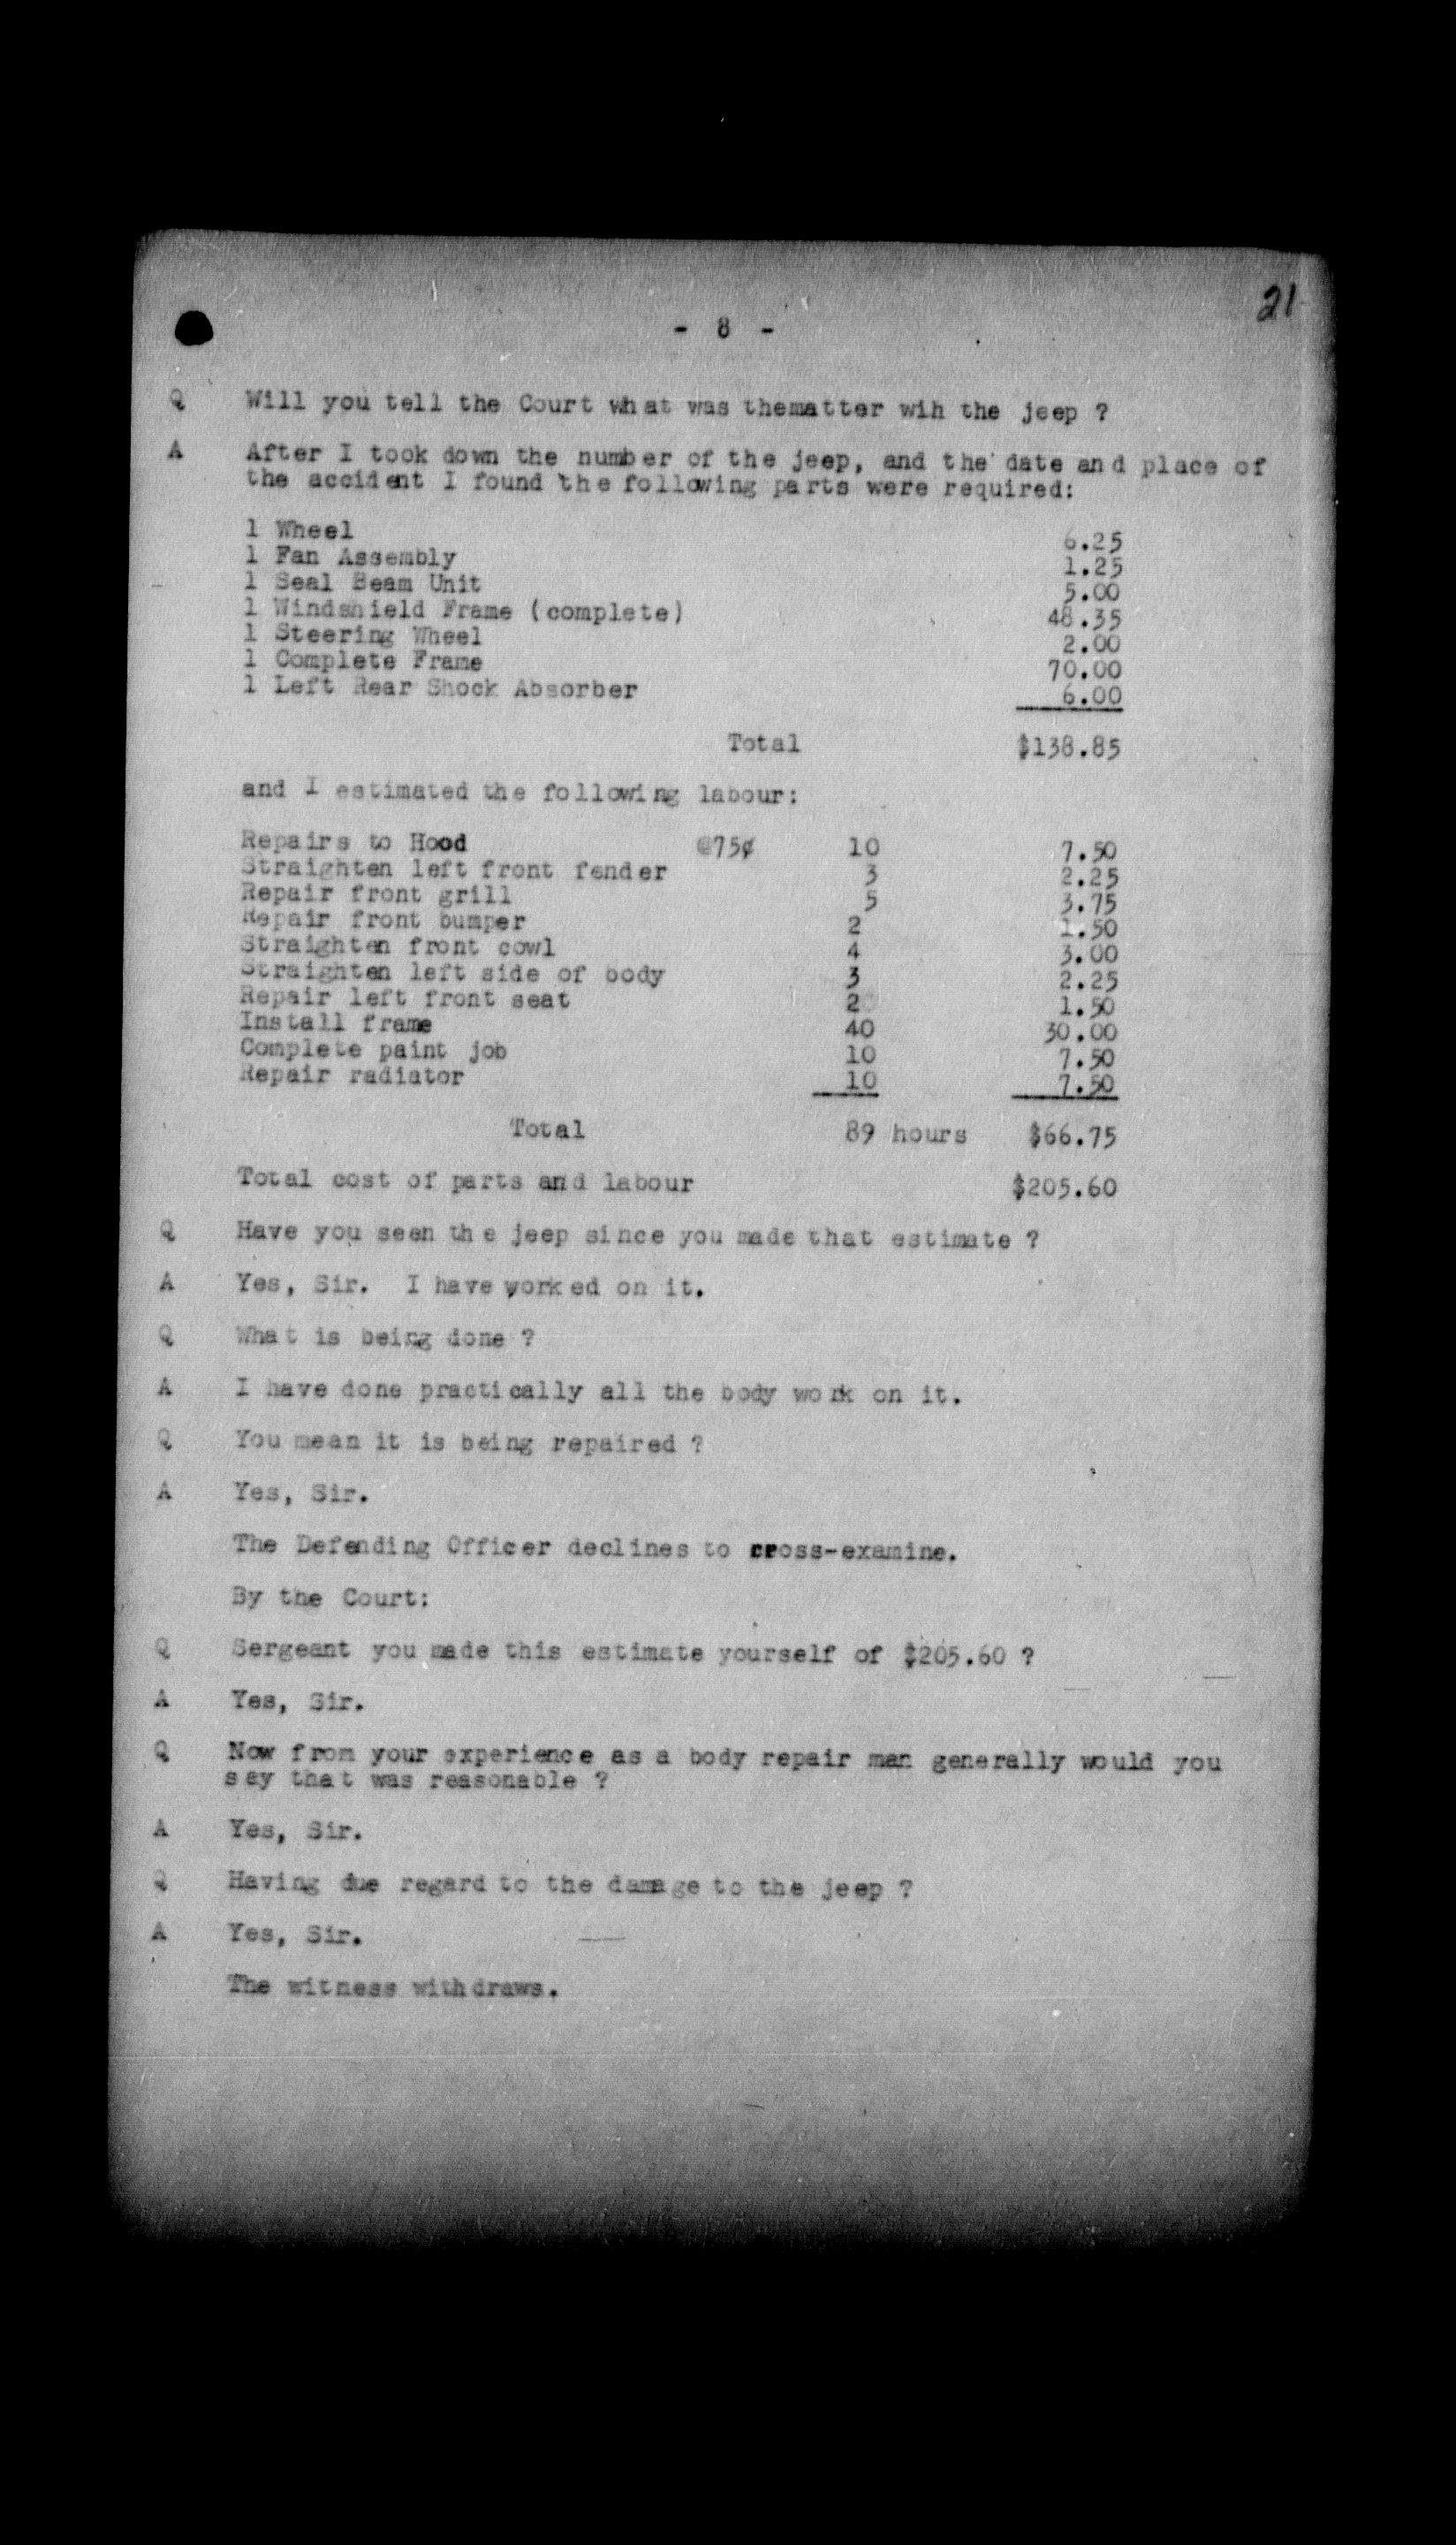 21
- 8 -
Q Will you tell the Court what was thematter wih the jeep ?
A After I took down the number of the jeep, and the date and place of
the accident I found the following parts were required:
1 Wheel 6.25
1 Fan Assembly 1.25
1 Seal Beam Unit 5.00
1 Windshield Frame (complete) 48.35
1 Steering Wheel 2.00
1 Complete Frame 70.00
1 Left Rear Shock Absorber 6.00
Total $138.85
and I estimated the following labour:
Repairs to Hood @75¢ 10 7.50
Straighten left front fender 3 2.25
Repair front grill 5 3.75
Repair front bumper 2 1.50
Straighten front cowl 4 3.00
Straighten left side of body 3 2.25
Repair left front seat 2 1.50
Install frame 40 30.00
Complete paint job 10 7.50
Repair radiator 10 7.50
Total 89 hours $66.75
Total cost of parts and labour $205.60
Q Have you seen the jeep since you made that estimate ?
A Yes, Sir. I have worked on it.
Q What is being done ?
A I have done practically all the body work on it.
Q You mean it is being repaired ?
A Yes, Sir.
The Defending Officer declines to cross-examine.
By the Court:
Q Sergeant you made this estimate yourself of $205.60 ?
A Yes, Sir.
Q Now from your experience as a body repair man generally would you
say that was reasonable ?
A Yes, Sir.
Q Having due regard to the damage to the jeep ?
A Yes, Sir.
The witness withdraws.